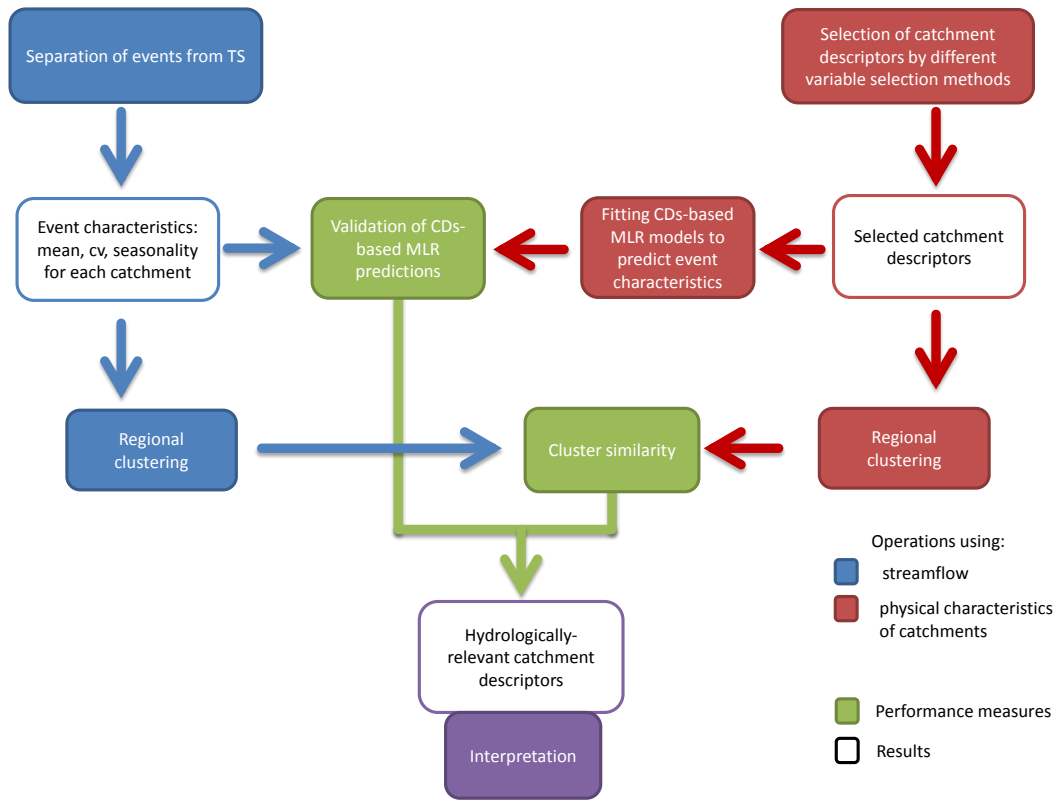 Separation of events from TS
Selection of catchment
descriptors by different
variable selection methods
Event characteristics:
mean, cv, seasonality
for each catchment
Validation of CDs-
based MLR
predictions
Fitting CDs-based
MLR models to
predict event
characteristics
Selected catchment
descriptors
Regional
clustering
Cluster similarity
Regional
clustering
Operations using:
streamflow
physical characteristics
of catchments
Hydrologically-
relevant catchment
descriptors
Performance measures
Results
Interpretation